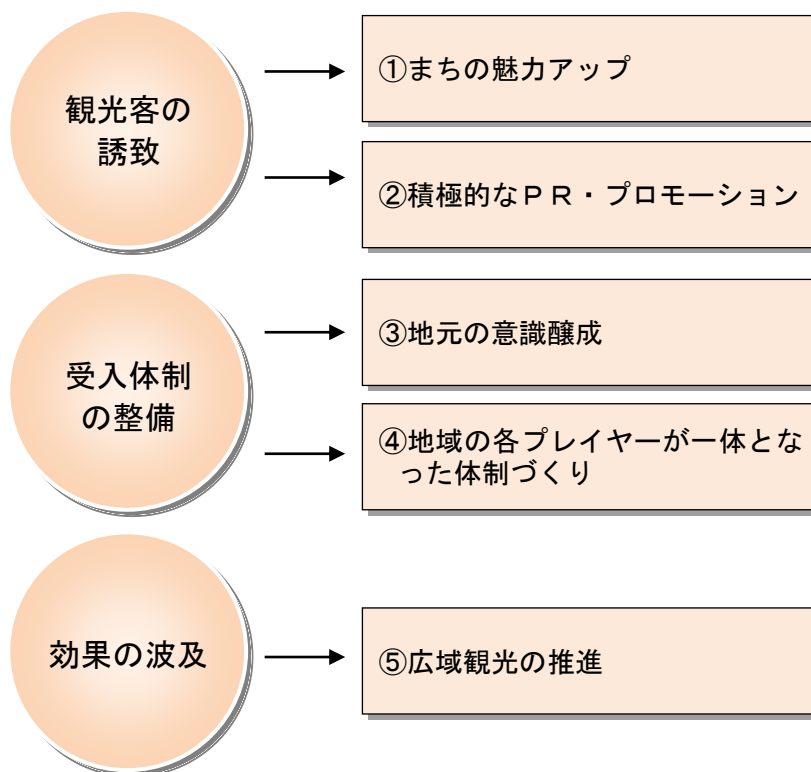 観光客の
誘致
①まちの魅力アップ
②積極的なＰＲ・プロモーション
受入体制
の整備
③地元の意識醸成
④地域の各プレイヤーが一体とな
った体制づくり
効果の波及
⑤広域観光の推進